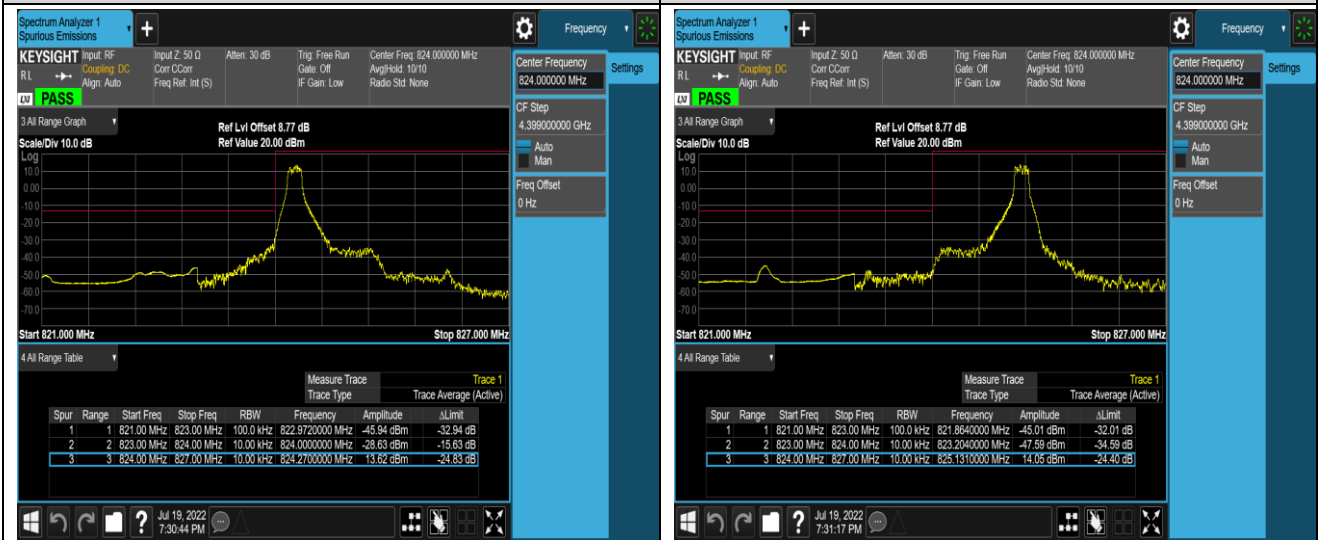 Spectrum Analyzer 1
Spurious Emissions
+
Frequency
KEYSIGHT Input: RF Input Z: 50 Ω Atten: 30 dB Trig: Free Run Center Freq: 824.000000 MHz
RL Coupling: DC Corr CCorr Gate: Off Avg|Hold: 10/10
Align: Auto Freq Ref: Int (S) IF Gain: Low Radio Std: None
LXI PASS
Center Frequency
824.000000 MHz
Settings
CF Step
4.399000000 GHz
Auto
Man
Freq Offset
0 Hz
3 All Range Graph
Ref Lvl Offset 8.77 dB
Scale/Div 10.0 dB Ref Value 20.00 dBm
Log
10.0
0.00
-10.0
-20.0
-30.0
-40.0
-50.0
-60.0
-70.0
Start 821.000 MHz Stop 827.000 MHz
4 All Range Table
Measure Trace Trace 1
Trace Type Trace Average (Active)
Spur Range Start Freq Stop Freq RBW Frequency Amplitude ΔLimit
1 1 821.00 MHz 823.00 MHz 100.0 kHz 822.9720000 MHz -45.94 dBm -32.94 dB
2 2 823.00 MHz 824.00 MHz 10.00 kHz 824.0000000 MHz -28.63 dBm -15.63 dB
3 3 824.00 MHz 827.00 MHz 10.00 kHz 824.2700000 MHz 13.62 dBm -24.83 dB
? Jul 19, 2022
7:30:44 PM
Spectrum Analyzer 1
Spurious Emissions
+
Frequency
KEYSIGHT Input: RF Input Z: 50 Ω Atten: 30 dB Trig: Free Run Center Freq: 824.000000 MHz
RL Coupling: DC Corr CCorr Gate: Off Avg|Hold: 10/10
Align: Auto Freq Ref: Int (S) IF Gain: Low Radio Std: None
LXI PASS
Center Frequency
824.000000 MHz
Settings
CF Step
4.399000000 GHz
Auto
Man
Freq Offset
0 Hz
3 All Range Graph
Ref Lvl Offset 8.77 dB
Scale/Div 10.0 dB Ref Value 20.00 dBm
Log
10.0
0.00
-10.0
-20.0
-30.0
-40.0
-50.0
-60.0
-70.0
Start 821.000 MHz Stop 827.000 MHz
4 All Range Table
Measure Trace Trace 1
Trace Type Trace Average (Active)
Spur Range Start Freq Stop Freq RBW Frequency Amplitude ΔLimit
1 1 821.00 MHz 823.00 MHz 100.0 kHz 821.8640000 MHz -45.01 dBm -32.01 dB
2 2 823.00 MHz 824.00 MHz 10.00 kHz 823.2040000 MHz -47.59 dBm -34.59 dB
3 3 824.00 MHz 827.00 MHz 10.00 kHz 825.1310000 MHz 14.05 dBm -24.40 dB
? Jul 19, 2022
7:31:17 PM